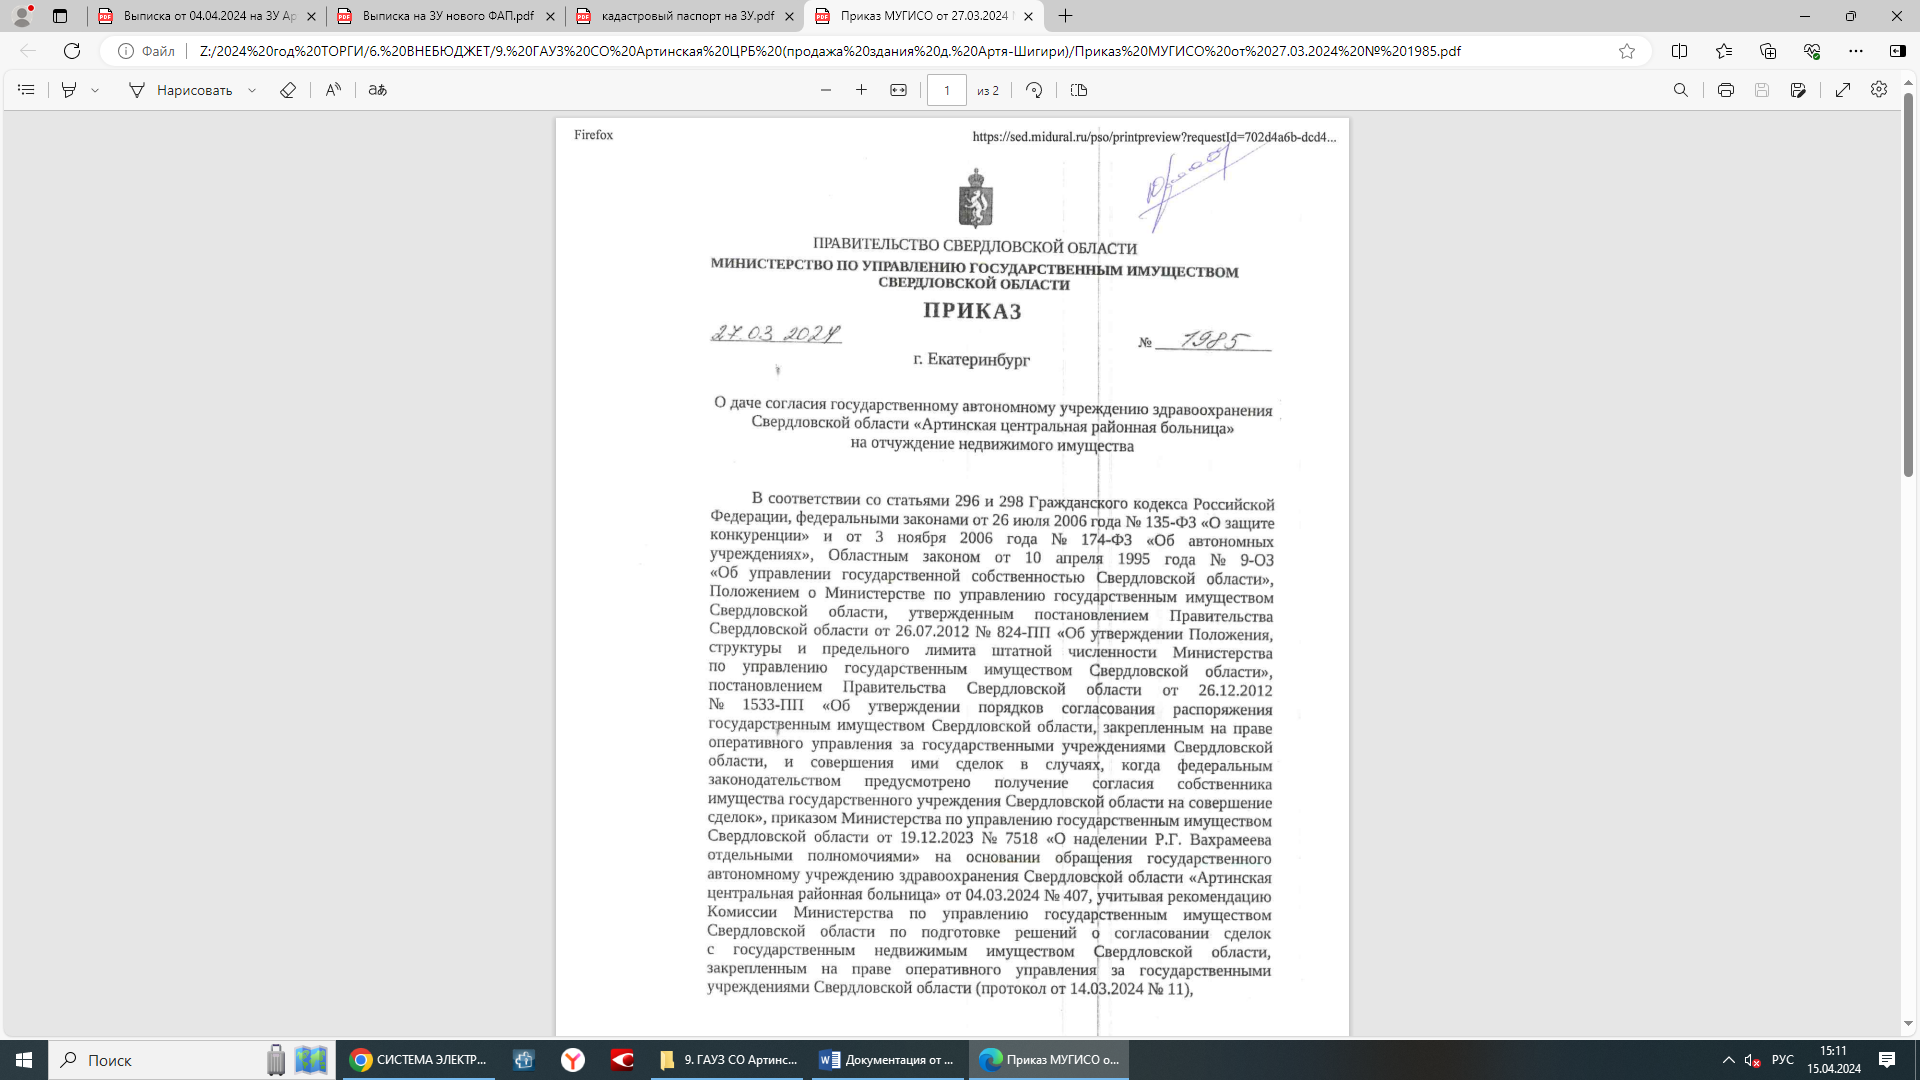 Выписка от 04.04.2024 на ЗУ Ар
Выписка на ЗУ нового ФАП.pdf
кадастровый паспорт на ЗУ.pdf
Приказ МУГИСО от 27.03.2024
Файл
Z:/2024%20год%20ТОРГИ/6.%20ВНЕБЮДЖЕТ/9.%20ГАУЗ%20СО%20Артинская%20ЦРБ%20(продажа%20здания%20д.%20Артя-Шигири)/Приказ%20МУГИСО%20от%2027.03.2024%20№%201985.pdf
Нарисовать
1 из 2
Firefox
https://sed.midural.ru/pso/printpreview?requestId=702d4a6b-dcd4...
ПРАВИТЕЛЬСТВО СВЕРДЛОВСКОЙ ОБЛАСТИ
МИНИСТЕРСТВО ПО УПРАВЛЕНИЮ ГОСУДАРСТВЕННЫМ ИМУЩЕСТВОМ
СВЕРДЛОВСКОЙ ОБЛАСТИ
ПРИКАЗ
27.03.2024
№ 1985
г. Екатеринбург
О даче согласия государственному автономному учреждению здравоохранения
Свердловской области «Артинская центральная районная больница»
на отчуждение недвижимого имущества
В соответствии со статьями 296 и 298 Гражданского кодекса Российской
Федерации, федеральными законами от 26 июля 2006 года № 135-ФЗ «О защите
конкуренции» и от 3 ноября 2006 года № 174-ФЗ «Об автономных
учреждениях», Областным законом от 10 апреля 1995 года № 9-ОЗ
«Об управлении государственной собственностью Свердловской области»,
Положением о Министерстве по управлению государственным имуществом
Свердловской области, утвержденным постановлением Правительства
Свердловской области от 26.07.2012 № 824-ПП «Об утверждении Положения,
структуры и предельного лимита штатной численности Министерства
по управлению государственным имуществом Свердловской области»,
постановлением Правительства Свердловской области от 26.12.2012
№ 1533-ПП «Об утверждении порядков согласования распоряжения
государственным имуществом Свердловской области, закрепленным на праве
оперативного управления за государственными учреждениями Свердловской
области, и совершения ими сделок в случаях, когда федеральным
законодательством предусмотрено получение согласия собственника
имущества государственного учреждения Свердловской области на совершение
сделок», приказом Министерства по управлению государственным имуществом
Свердловской области от 19.12.2023 № 7518 «О наделении Р.Г. Вахрамеева
отдельными полномочиями» на основании обращения государственного
автономному учреждению здравоохранения Свердловской области «Артинская
центральная районная больница» от 04.03.2024 № 407, учитывая рекомендацию
Комиссии Министерства по управлению государственным имуществом
Свердловской области по подготовке решений о согласовании сделок
с государственным недвижимым имуществом Свердловской области,
закрепленным на праве оперативного управления за государственными
учреждениями Свердловской области (протокол от 14.03.2024 № 11),
Поиск
СИСТЕМА ЭЛЕКТР...
9. ГАУЗ СО Артинс...
Документация от ...
Приказ МУГИСО о...
РУС
15:11
15.04.2024